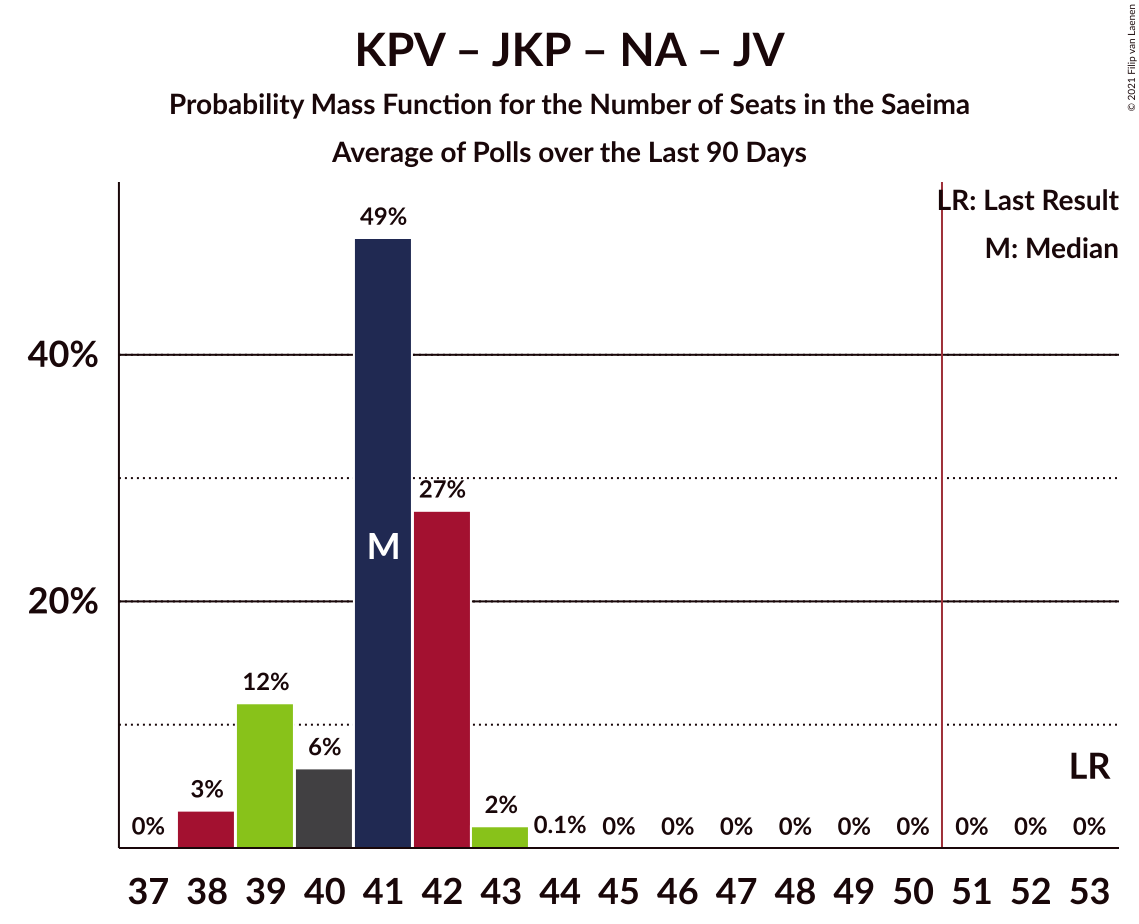 KPV – JKP – NA – JV
Probability Mass Function for the Number of Seats in the Saeima
Average of Polls over the Last 90 Days
© 2021 Filip van Laenen
LR: Last Result
M: Median
49%
40%
27%
M
20%
12%
6%
LR
3%
2%
0% 0.1% 0% 0% 0% 0% 0% 0% 0% 0% 0%
37 38 39 40 41 42 43 44 45 46 47 48 49 50 51 52 53